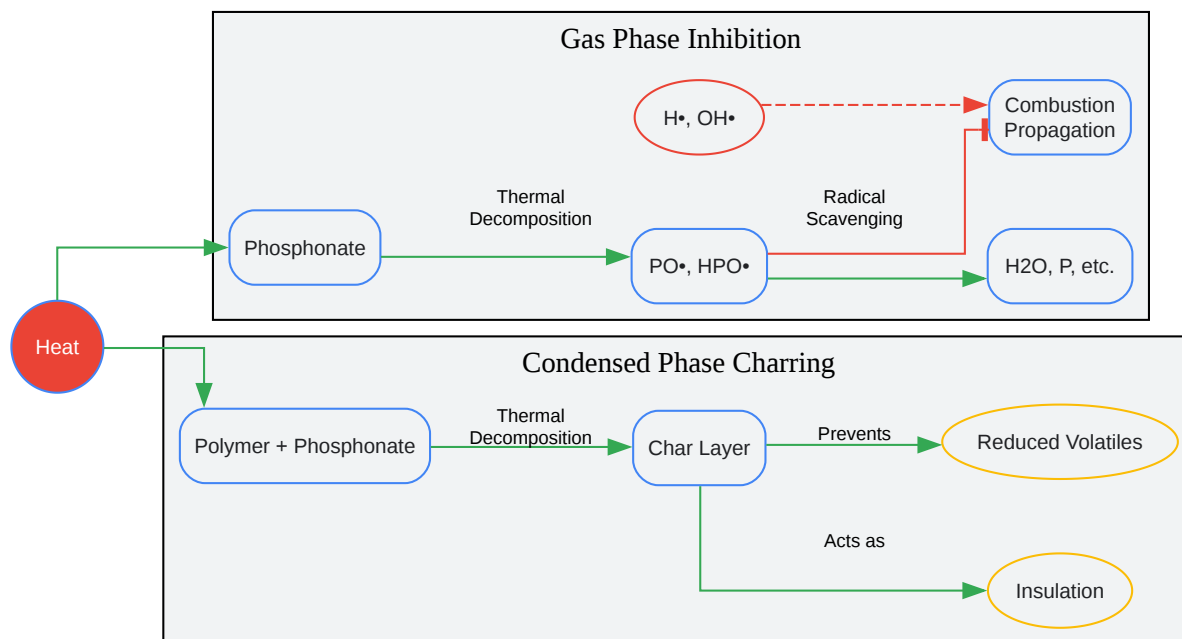 Gas Phase Inhibition
H•, OH•
Combustion
Propagation
Thermal
Decomposition
Radical
Scavenging
Phosphonate
PO•, HPO•
H2O, P, etc.
Heat
Condensed Phase Charring
Polymer + Phosphonate
Thermal
Decomposition
Char Layer
Prevents
Reduced Volatiles
Acts as
Insulation